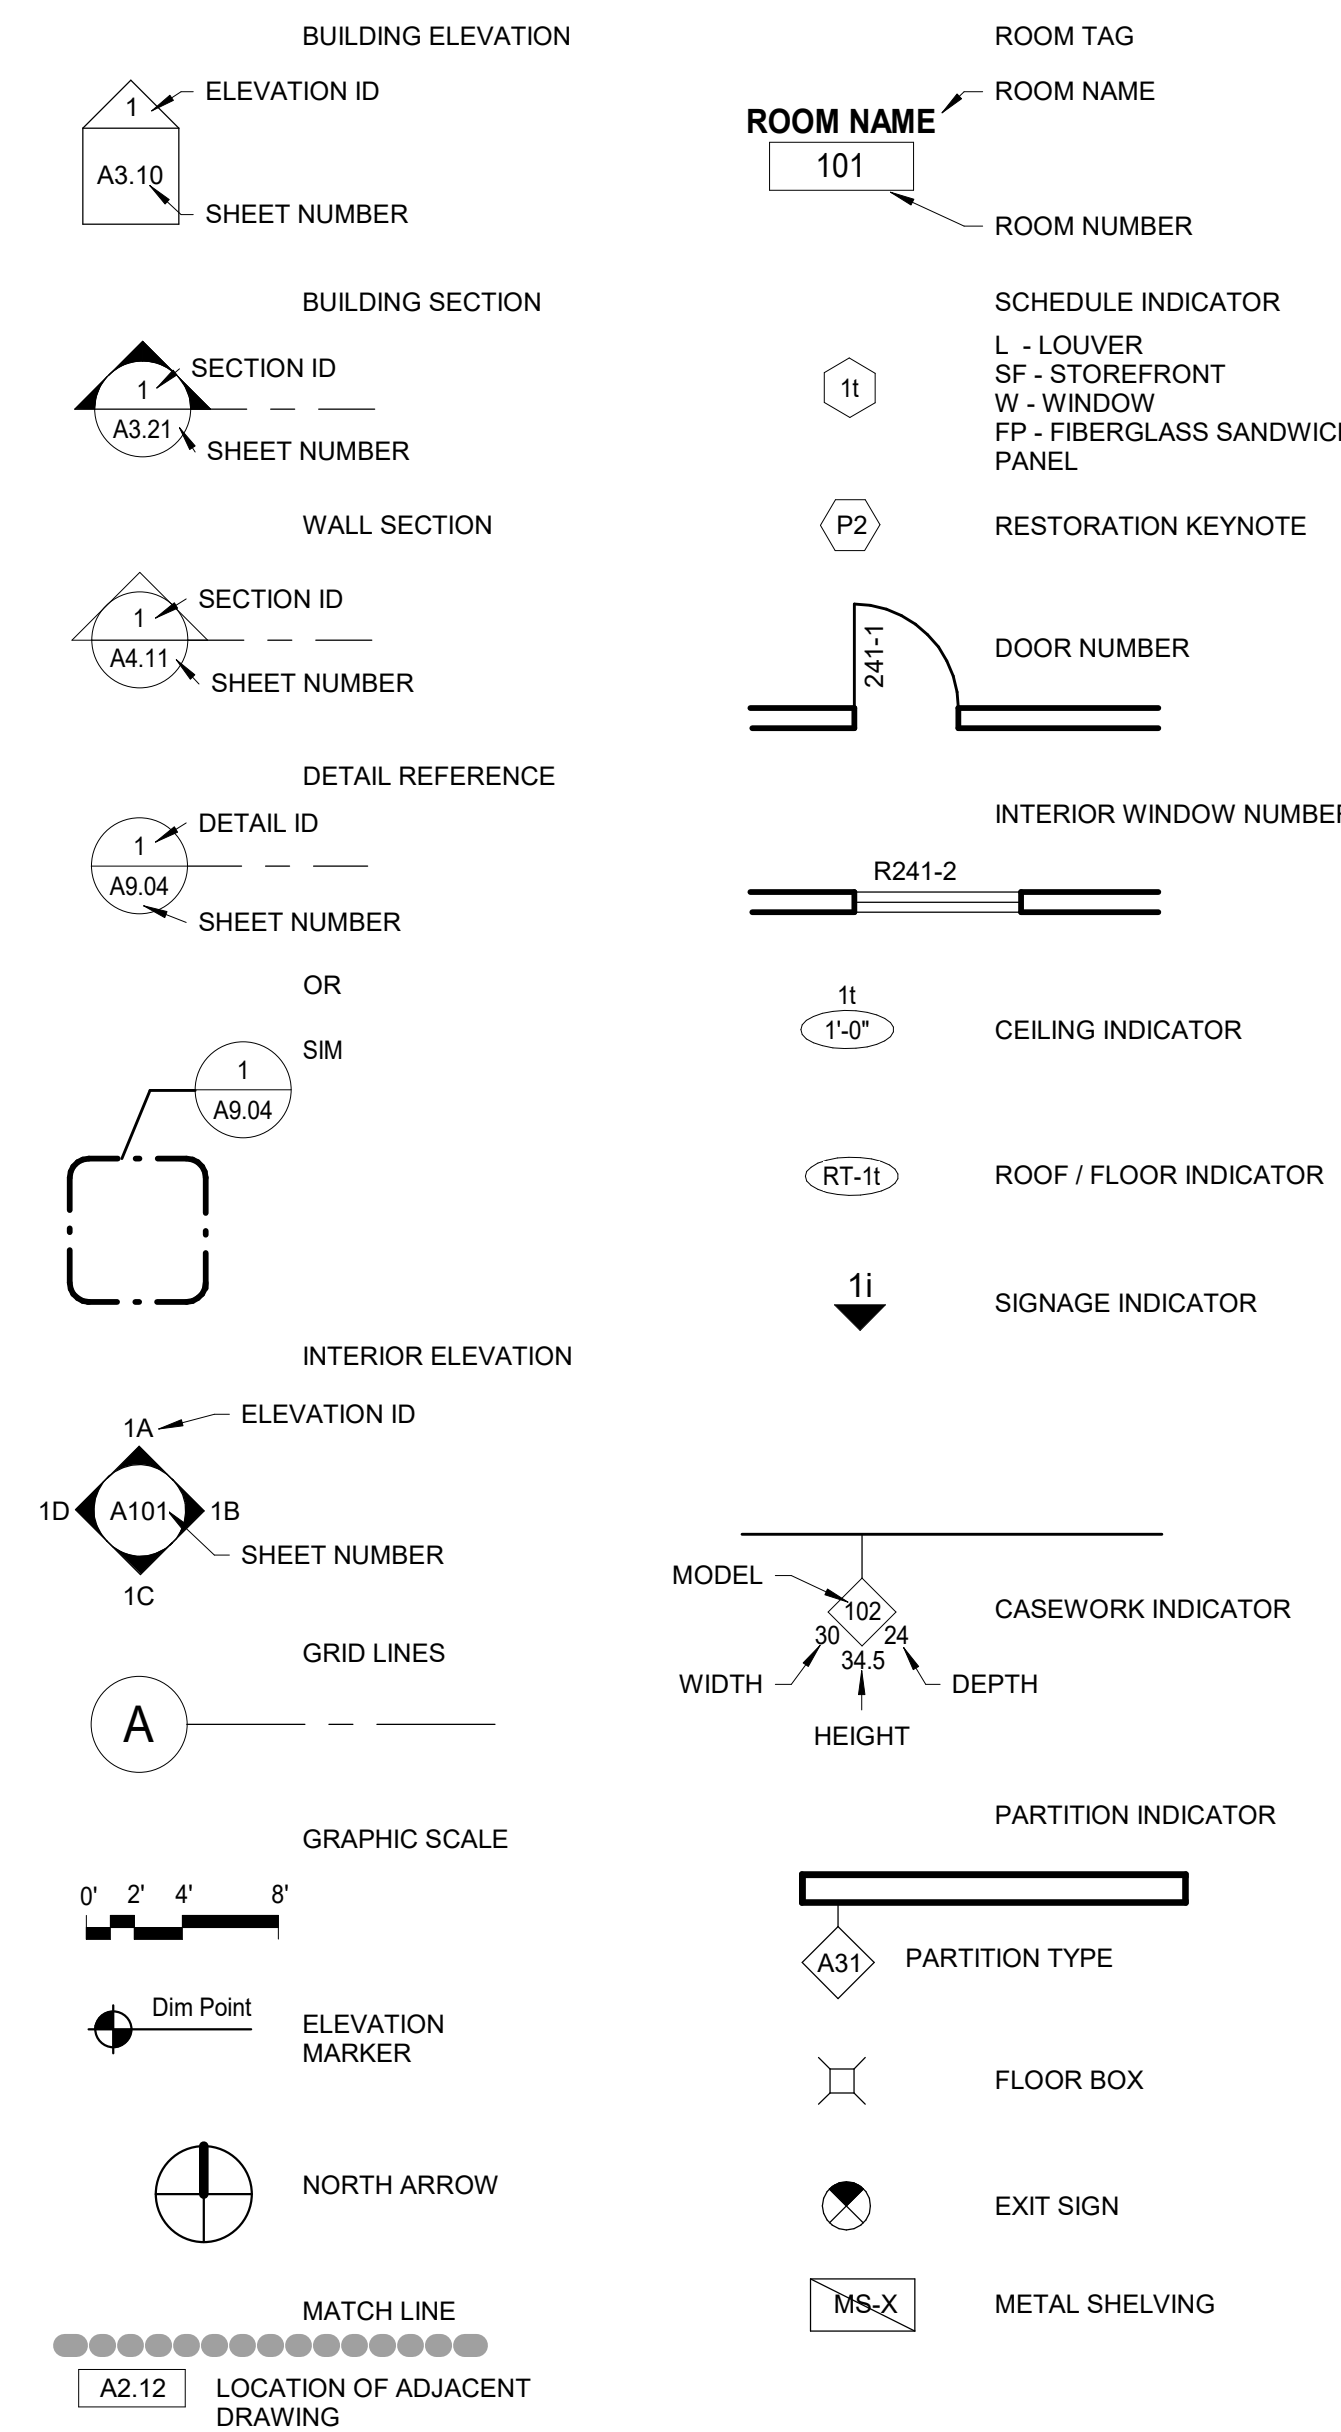 BUILDING ELEVATION
ELEVATION ID
1
A3.10
SHEET NUMBER
BUILDING SECTION
SECTION ID
1
A3.21
SHEET NUMBER
WALL SECTION
SECTION ID
1
A4.11
SHEET NUMBER
DETAIL REFERENCE
DETAIL ID
1
A9.04
SHEET NUMBER
OR
SIM
1
A9.04
INTERIOR ELEVATION
ELEVATION ID
1A
1D
A101
1B
SHEET NUMBER
1C
GRID LINES
A
GRAPHIC SCALE
0' 2' 4' 8'
Dim Point
ELEVATION
MARKER
NORTH ARROW
MATCH LINE
A2.12
LOCATION OF ADJACENT
DRAWING
ROOM TAG
ROOM NAME
ROOM NAME
101
ROOM NUMBER
SCHEDULE INDICATOR
L - LOUVER
SF - STOREFRONT
W - WINDOW
FP - FIBERGLASS SANDWICH
PANEL
1t
P2
RESTORATION KEYNOTE
241-1
DOOR NUMBER
INTERIOR WINDOW NUMBER
R241-2
1t
1'-0"
CEILING INDICATOR
RT-1t
ROOF / FLOOR INDICATOR
1i
SIGNAGE INDICATOR
MODEL
102
CASEWORK INDICATOR
30
24
34.5
WIDTH
DEPTH
HEIGHT
PARTITION INDICATOR
A31
PARTITION TYPE
FLOOR BOX
EXIT SIGN
MS-X
METAL SHELVING